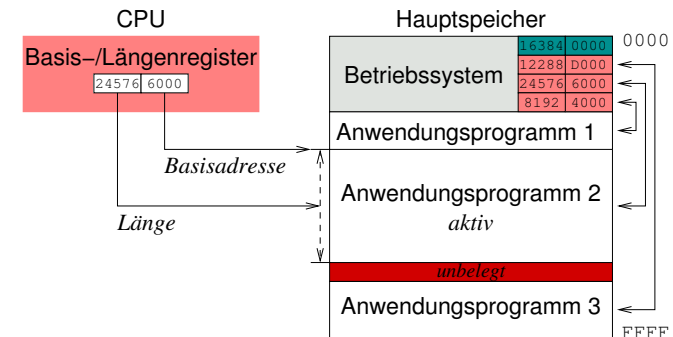 CPU
Hauptspeicher
Basis–/Längenregister
24576 6000
Betriebssystem
16384 0000
0000
12288 D000
24576 6000
8192 4000
Anwendungsprogramm 1
Basisadresse
Anwendungsprogramm 2
aktiv
Länge
unbelegt
Anwendungsprogramm 3
FFFF